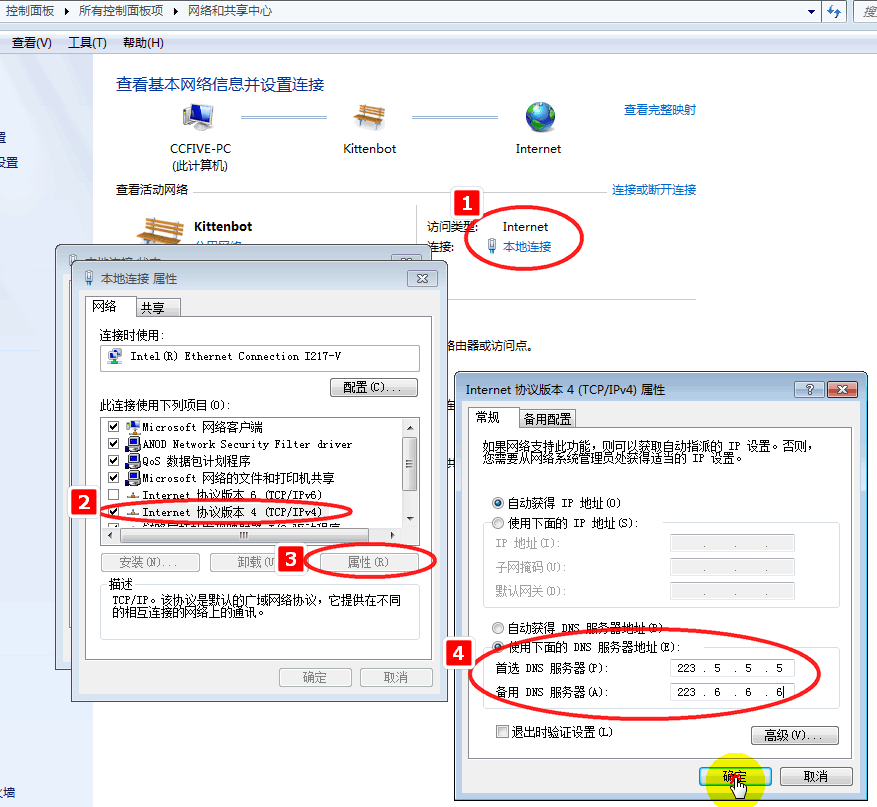 控制面板 ▸ 所有控制面板项 ▸ 网络和共享中心
查看(V) 工具(T) 帮助(H)
查看基本网络信息并设置连接
置
设置
CCFIVE-PC
(此计算机)
Kittenbot
Internet
查看完整映射
查看活动网络
连接或断开连接
1
Kittenbot
访问类型:
Internet
连接:
本地连接
路由器或访问点。
本地连接 属性
网络
共享
连接时使用:
Intel(R) Ethernet Connection I217-V
配置(C)...
此连接使用下列项目(O):
Microsoft 网络客户端
ANOD Network Security Filter driver
QoS 数据包计划程序
Microsoft 网络的文件和打印机共享
Internet 协议版本 6 (TCP/IPv6)
2
Internet 协议版本 4 (TCP/IPv4)
安装(N)...
卸载(U
3
属性(R)
描述
TCP/IP。该协议是默认的广域网络协议，它提供在不同
的相互连接的网络上的通讯。
确定
取消
Internet 协议版本 4 (TCP/IPv4) 属性
常规
备用配置
如果网络支持此功能，则可以获取自动指派的 IP 设置。否则，
您需要从网络系统管理员处获得适当的 IP 设置。
自动获得 IP 地址(O)
使用下面的 IP 地址(S):
IP 地址(I):
子网掩码(U):
默认网关(D):
自动获得 DNS 服务器地址(B)
4
使用下面的 DNS 服务器地址(E):
首选 DNS 服务器(P):
223 . 5 . 5 . 5
备用 DNS 服务器(A):
223 . 6 . 6 . 6
退出时验证设置(L)
高级(V)...
确定
取消
火墙